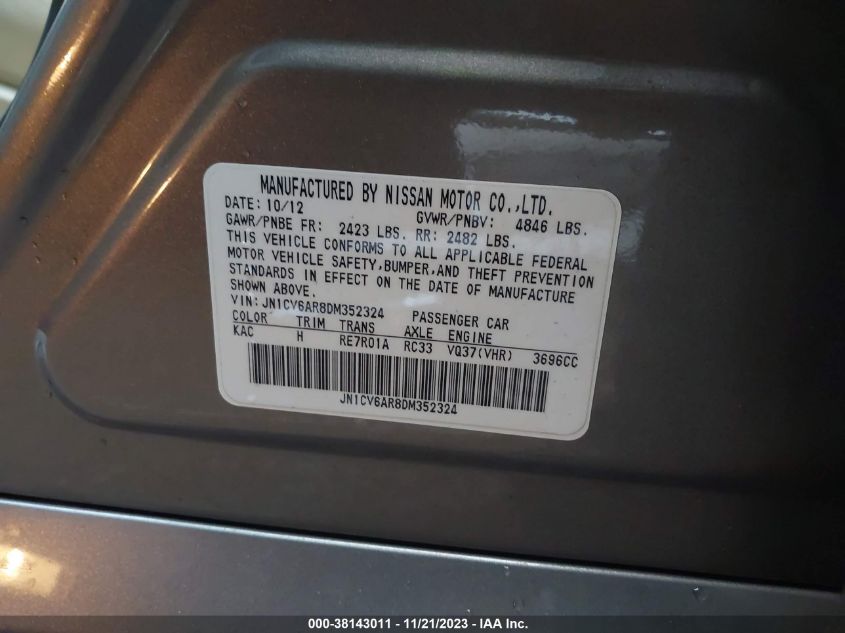 MANUFACTURED BY NISSAN MOTOR CO.,LTD.
DATE: 10/12 GVWR/PNBV: 4846 LBS.
GAWR/PNBE FR: 2423 LBS. RR: 2482 LBS.
THIS VEHICLE CONFORMS TO ALL APPLICABLE FEDERAL
MOTOR VEHICLE SAFETY,BUMPER,AND THEFT PREVENTION
STANDARDS IN EFFECT ON THE DATE OF MANUFACTURE
SHOWN ABOVE.
VIN: JN1CV6AR8DM352324 PASSENGER CAR
COLOR TRIM TRANS AXLE ENGINE
KAC H RE7R01A RC33 VQ37(VHR) 3696CC
JN1CV6AR8DM352324
000-38143011 - 11/21/2023 - IAA Inc.